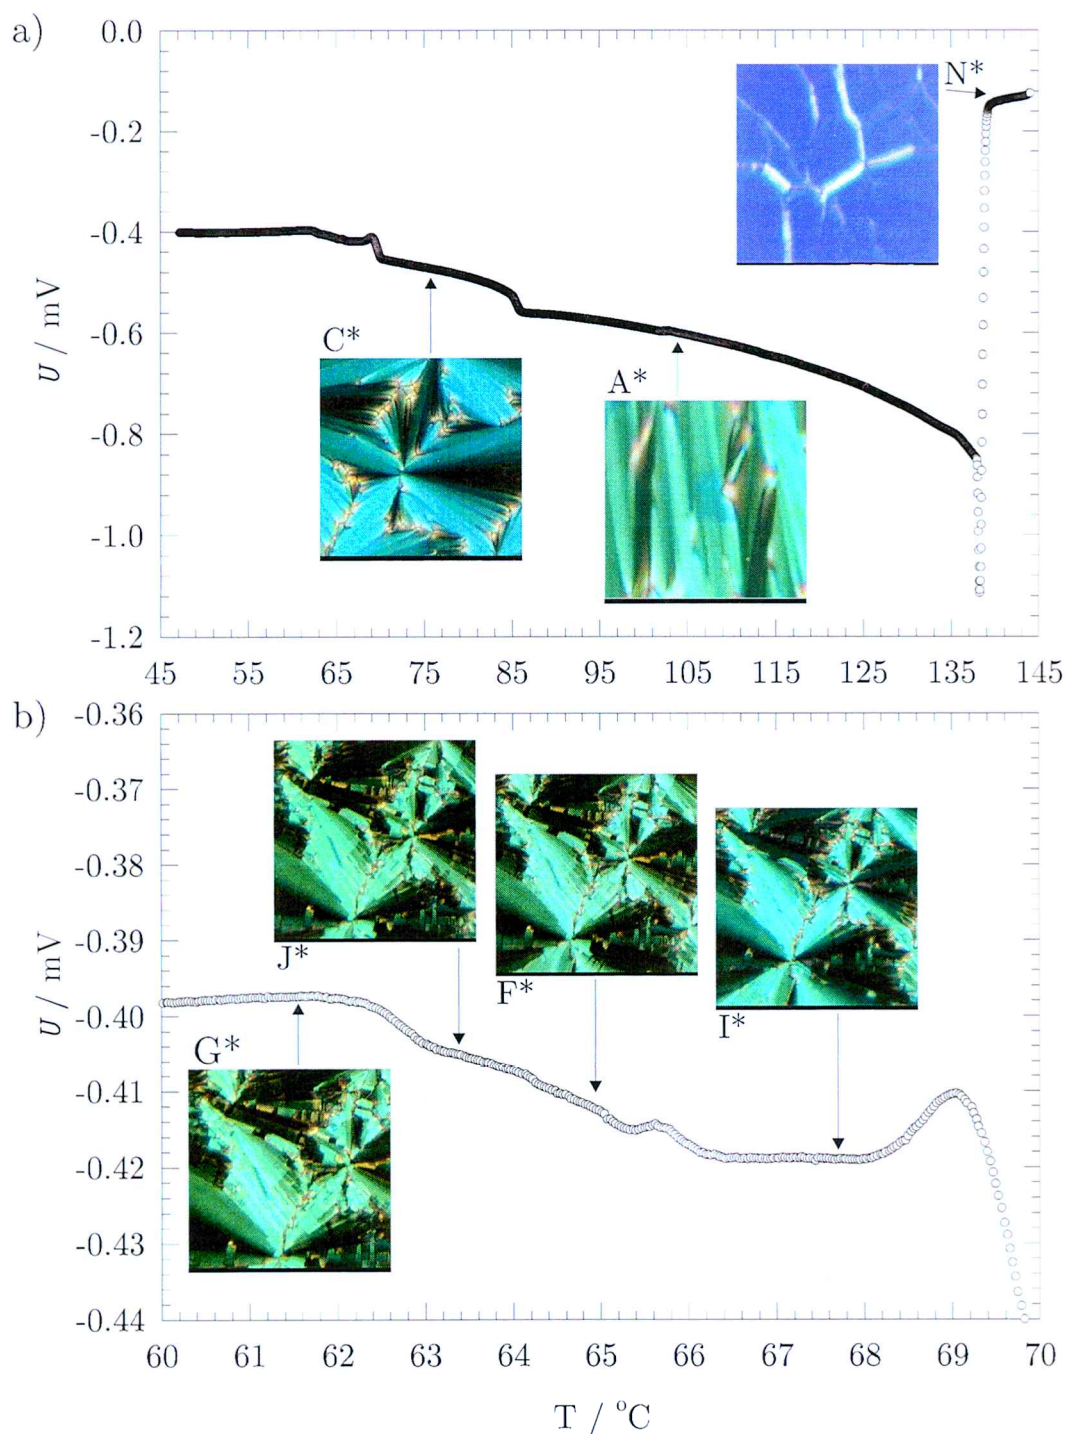 a)
0.0
N*
-0.2
-0.4
U / mV
C*
-0.6
A*
-0.8
-1.0
-1.2
45 55 65 75 85 95 105 115 125 135 145
b)
-0.36
-0.37
-0.38
-0.39
J*
F*
U / mV
-0.40
I*
G*
-0.41
-0.42
-0.43
-0.44
60 61 62 63 64 65 66 67 68 69 70
T / °C